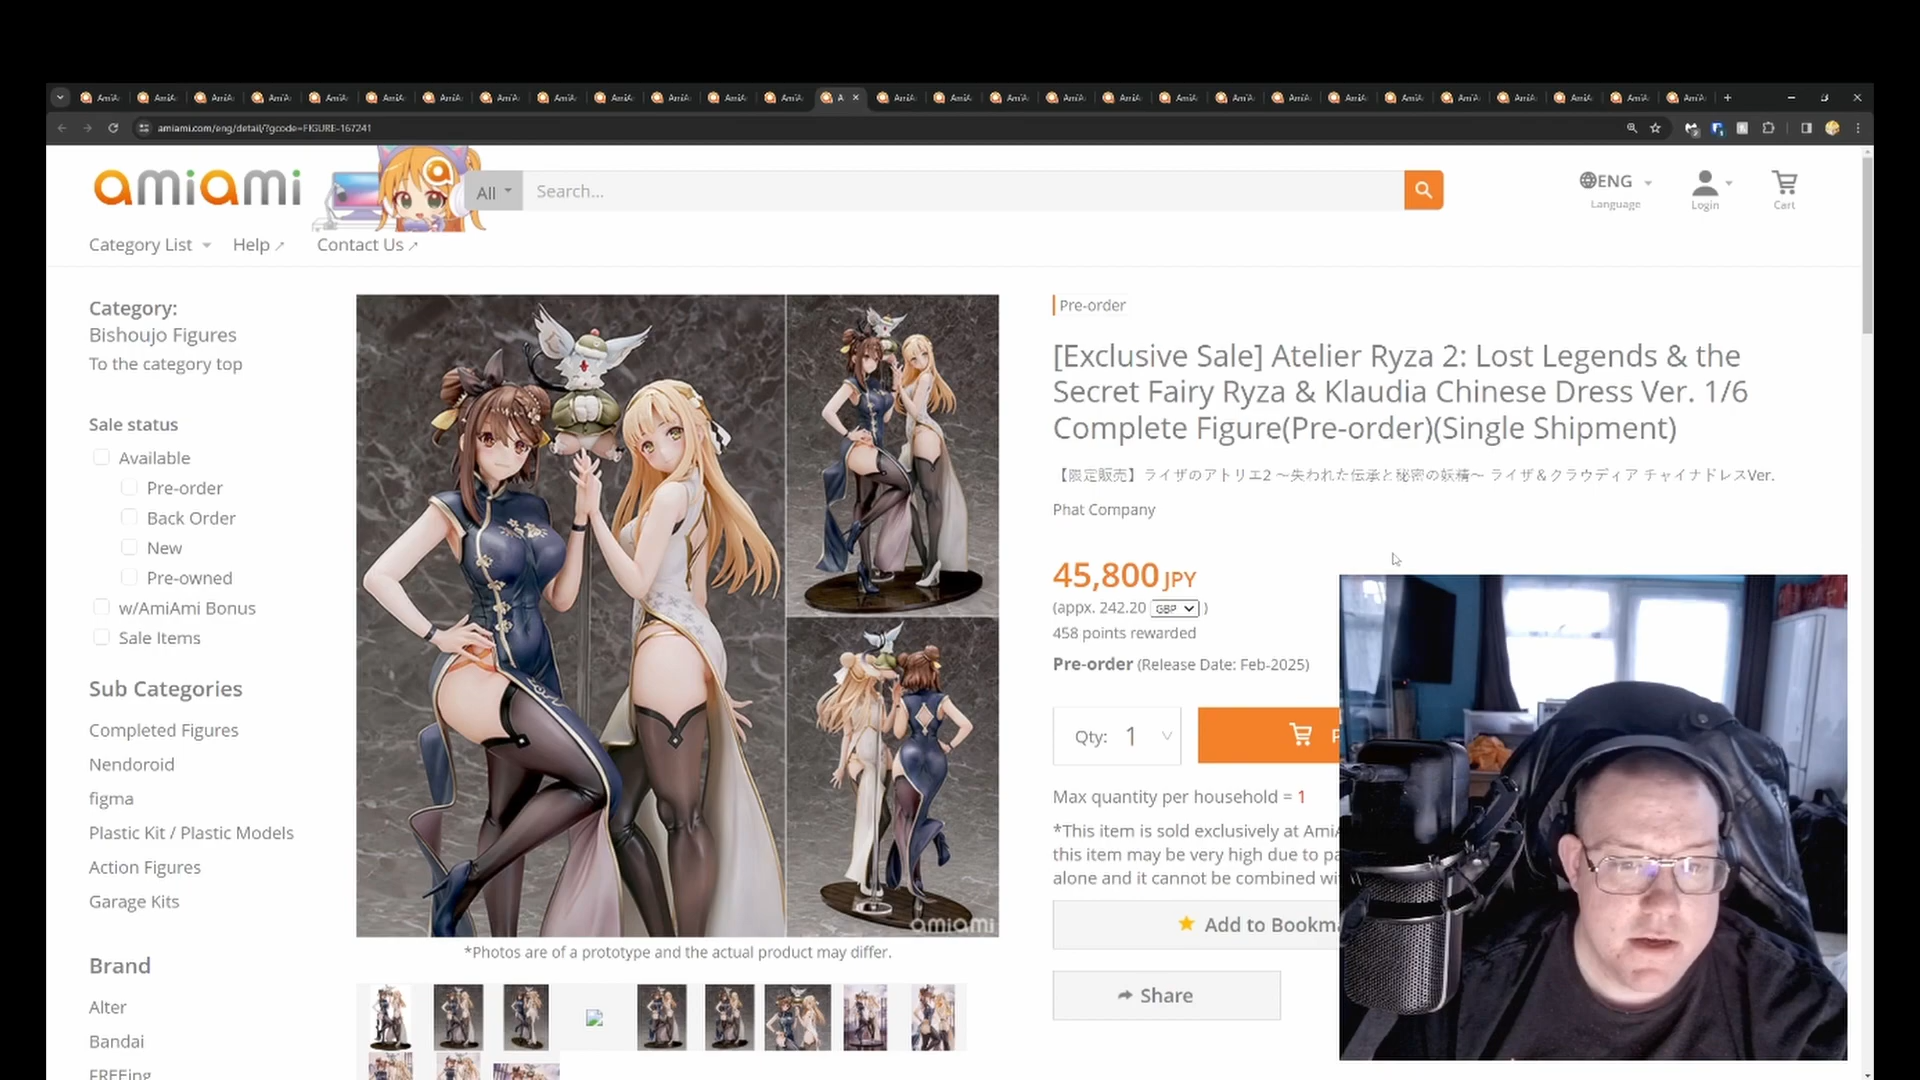 amiami.com/eng/detail/?gcode=FIGURE-167241
amiami
All
Search...
ENG
Language
Login
Cart
Category List
Help
Contact Us
Category:
Bishoujo Figures
To the category top
Sale status
Available
Pre-order
Back Order
New
Pre-owned
w/AmiAmi Bonus
Sale Items
Sub Categories
Completed Figures
Nendoroid
figma
Plastic Kit / Plastic Models
Action Figures
Garage Kits
Brand
Alter
Bandai
FREEing
amiami
*Photos are of a prototype and the actual product may differ.
Pre-order
[Exclusive Sale] Atelier Ryza 2: Lost Legends & the
Secret Fairy Ryza & Klaudia Chinese Dress Ver. 1/6
Complete Figure(Pre-order)(Single Shipment)
【限定販売】ライザのアトリエ2 ～失われた伝承と秘密の妖精～ ライザ＆クラウディア チャイナドレスVer.
Phat Company
45,800 JPY
(appx. 242.20 GBP )
458 points rewarded
Pre-order (Release Date: Feb-2025)
Qty: 1
Max quantity per household = 1
*This item is sold exclusively at
this item may be very high due to
alone and it cannot be combined
Add to
Share